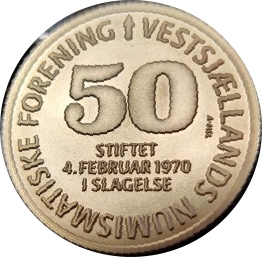 VESTSJÆLLANDS NUMISMATISKE FORENING
50
STIFTET
4. FEBRUAR 1970
I SLAGELSE